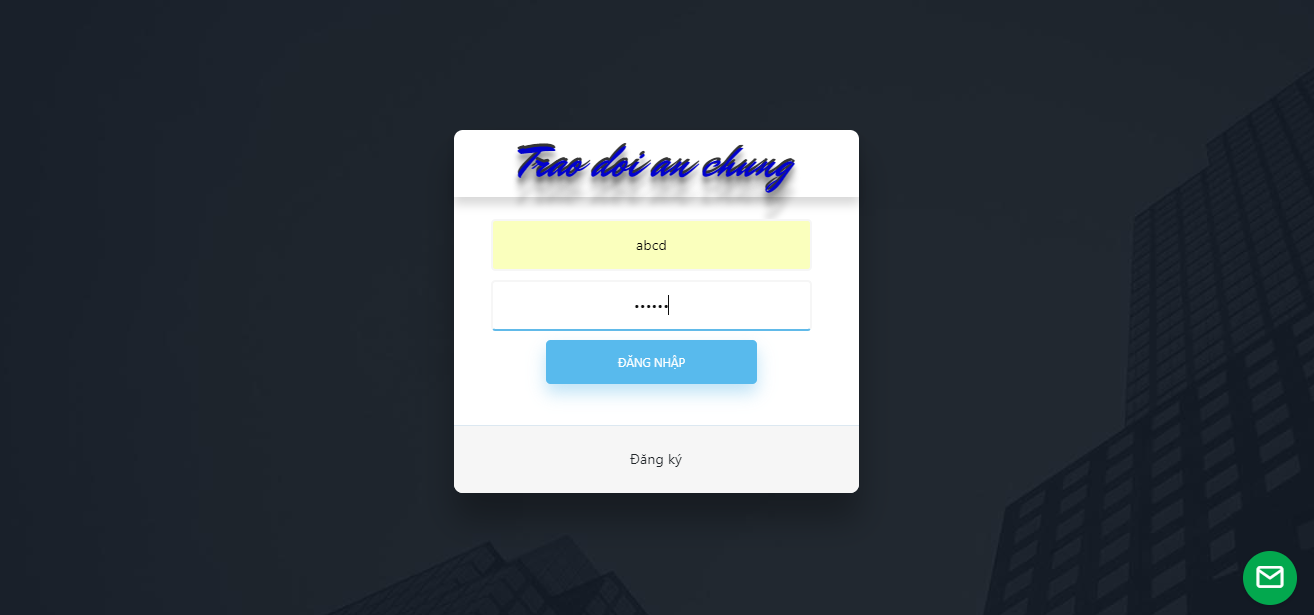 Trao doi an chung
abcd
••••••
ĐĂNG NHẬP
Đăng ký